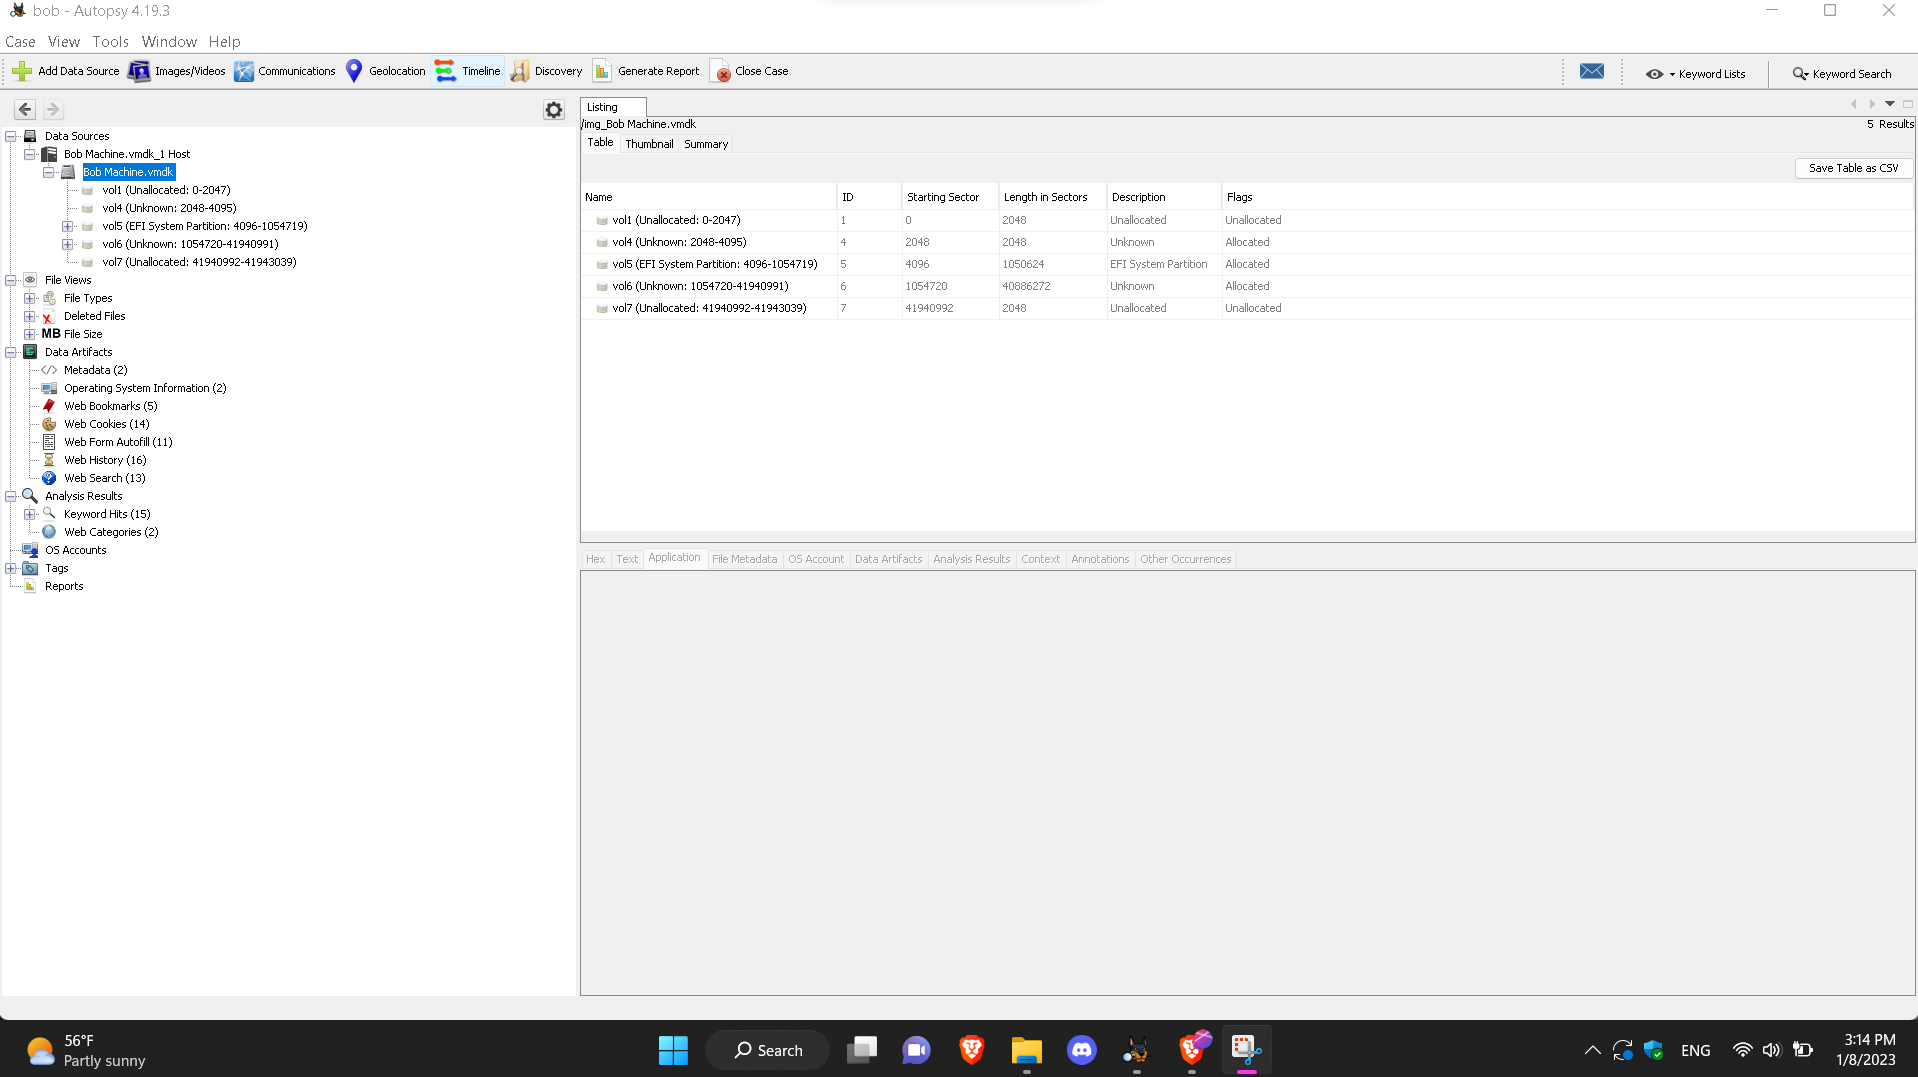 bob - Autopsy 4.19.3
Case View Tools Window Help
Add Data Source Images/Videos Communications Geolocation Timeline Discovery Generate Report Close Case Keyword Lists Keyword Search
Data Sources
Bob Machine.vmdk_1 Host
Bob Machine.vmdk
vol1 (Unallocated: 0-2047)
vol4 (Unknown: 2048-4095)
vol5 (EFI System Partition: 4096-1054719)
vol6 (Unknown: 1054720-41940991)
vol7 (Unallocated: 41940992-41943039)
File Views
File Types
Deleted Files
MB File Size
Data Artifacts
Metadata (2)
Operating System Information (2)
Web Bookmarks (5)
Web Cookies (14)
Web Form Autofill (11)
Web History (16)
Web Search (13)
Analysis Results
Keyword Hits (15)
Web Categories (2)
OS Accounts
Tags
Reports
Listing
/img_Bob Machine.vmdk 5 Results
Table Thumbnail Summary
Save Table as CSV
Name ID Starting Sector Length in Sectors Description Flags
vol1 (Unallocated: 0-2047) 1 0 2048 Unallocated Unallocated
vol4 (Unknown: 2048-4095) 4 2048 2048 Unknown Allocated
vol5 (EFI System Partition: 4096-1054719) 5 4096 1050624 EFI System Partition Allocated
vol6 (Unknown: 1054720-41940991) 6 1054720 40886272 Unknown Allocated
vol7 (Unallocated: 41940992-41943039) 7 41940992 2048 Unallocated Unallocated
Hex Text Application File Metadata OS Account Data Artifacts Analysis Results Context Annotations Other Occurrences
56°F
Partly sunny
Search
ENG
3:14 PM
1/8/2023